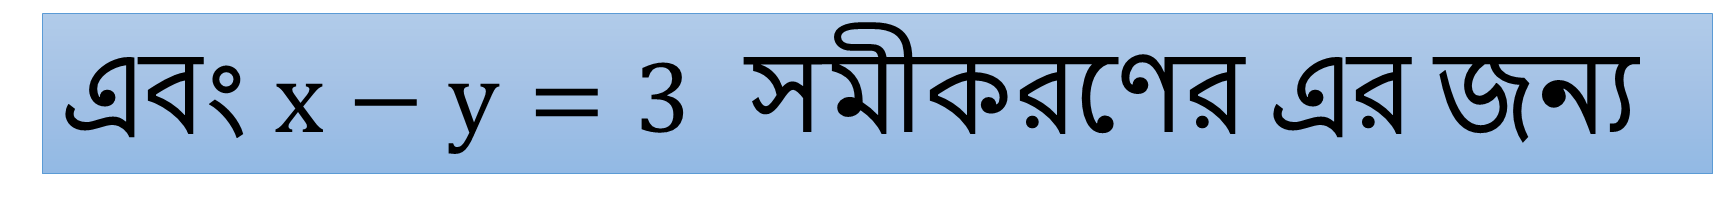 এবং x − y = 3 সমীকরণের এর জন্য